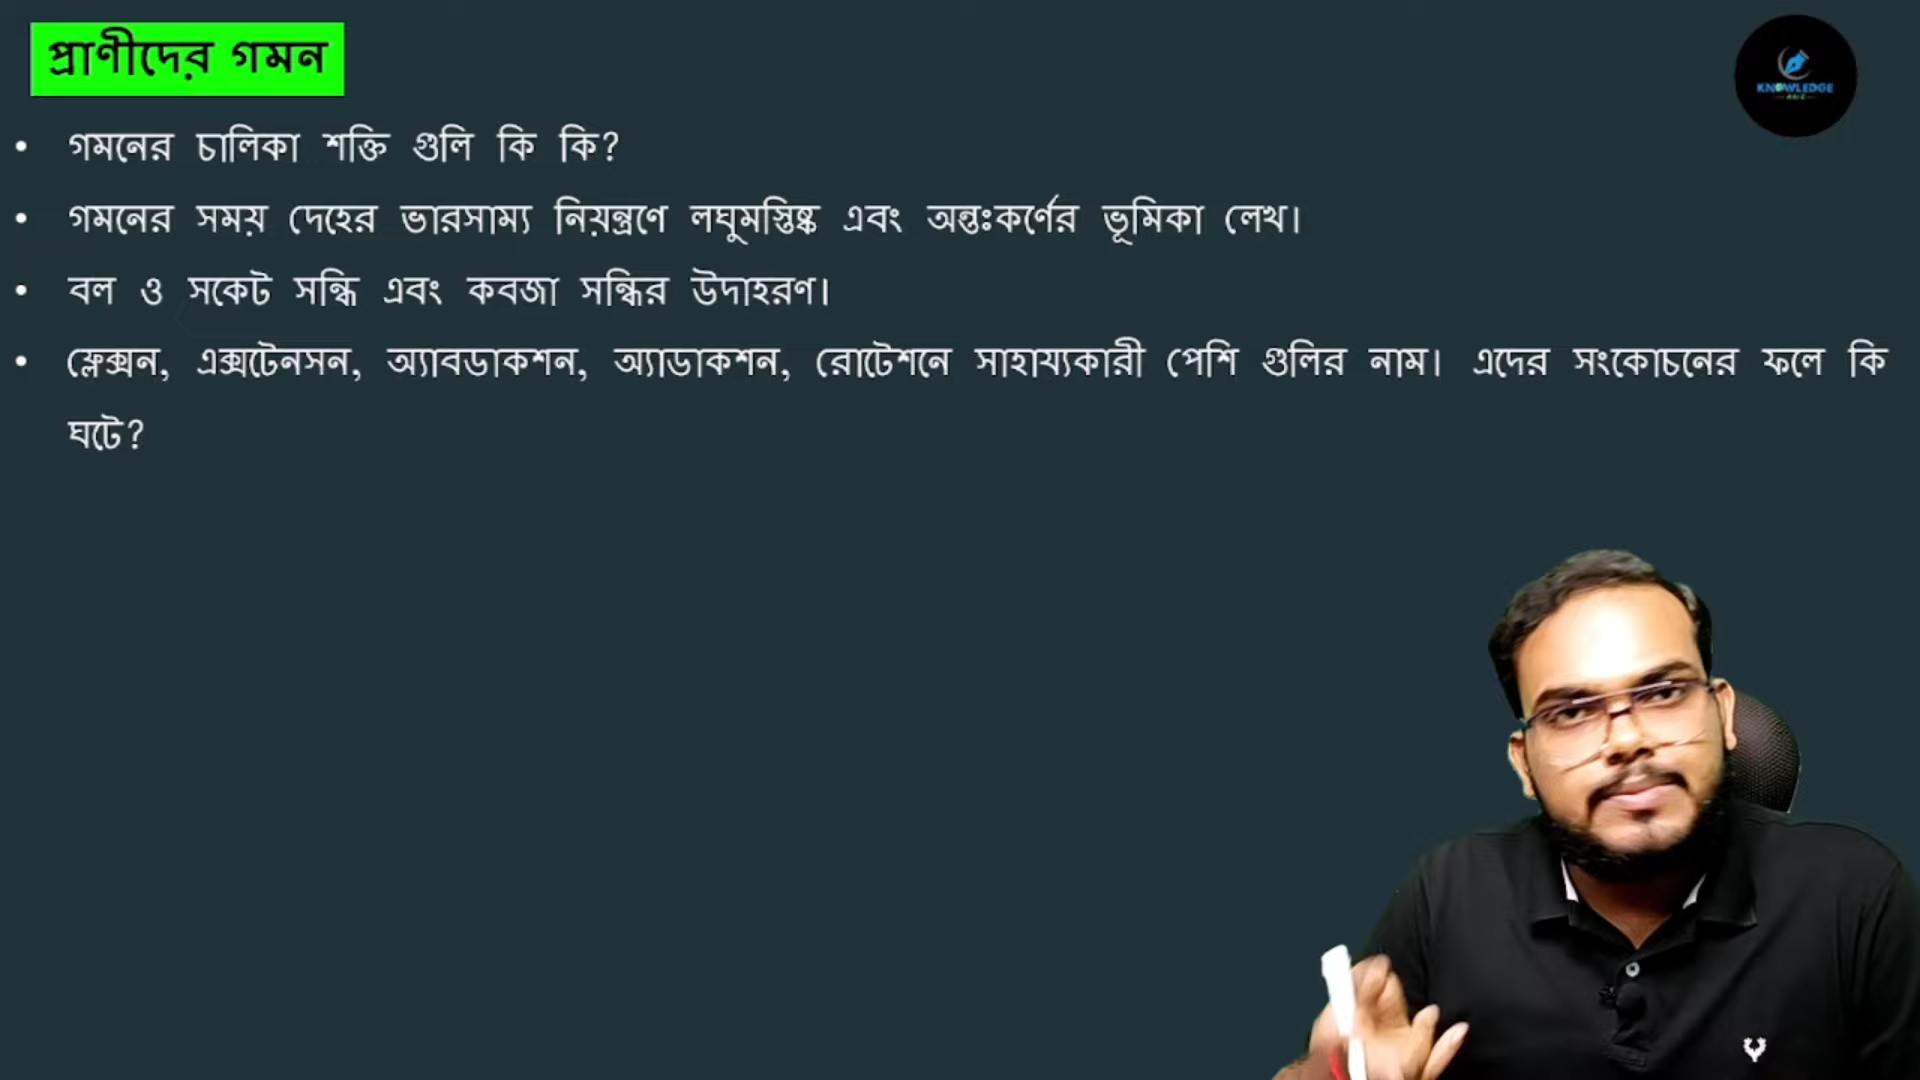 প্রাণীদের গমন
KNOWLEDGE
• গমনের চালিকা শক্তি গুলি কি কি?
• গমনের সময় দেহের ভারসাম্য নিয়ন্ত্রণে লঘুমস্তিষ্ক এবং অন্তঃকর্ণের ভূমিকা লেখ।
• বল ও সকেট সন্ধি এবং কবজা সন্ধির উদাহরণ।
• ফ্লেক্সন, এক্সটেনসন, অ্যাবডাকশন, অ্যাডাকশন, রোটেশনে সাহায্যকারী পেশি গুলির নাম। এদের সংকোচনের ফলে কি
ঘটে?